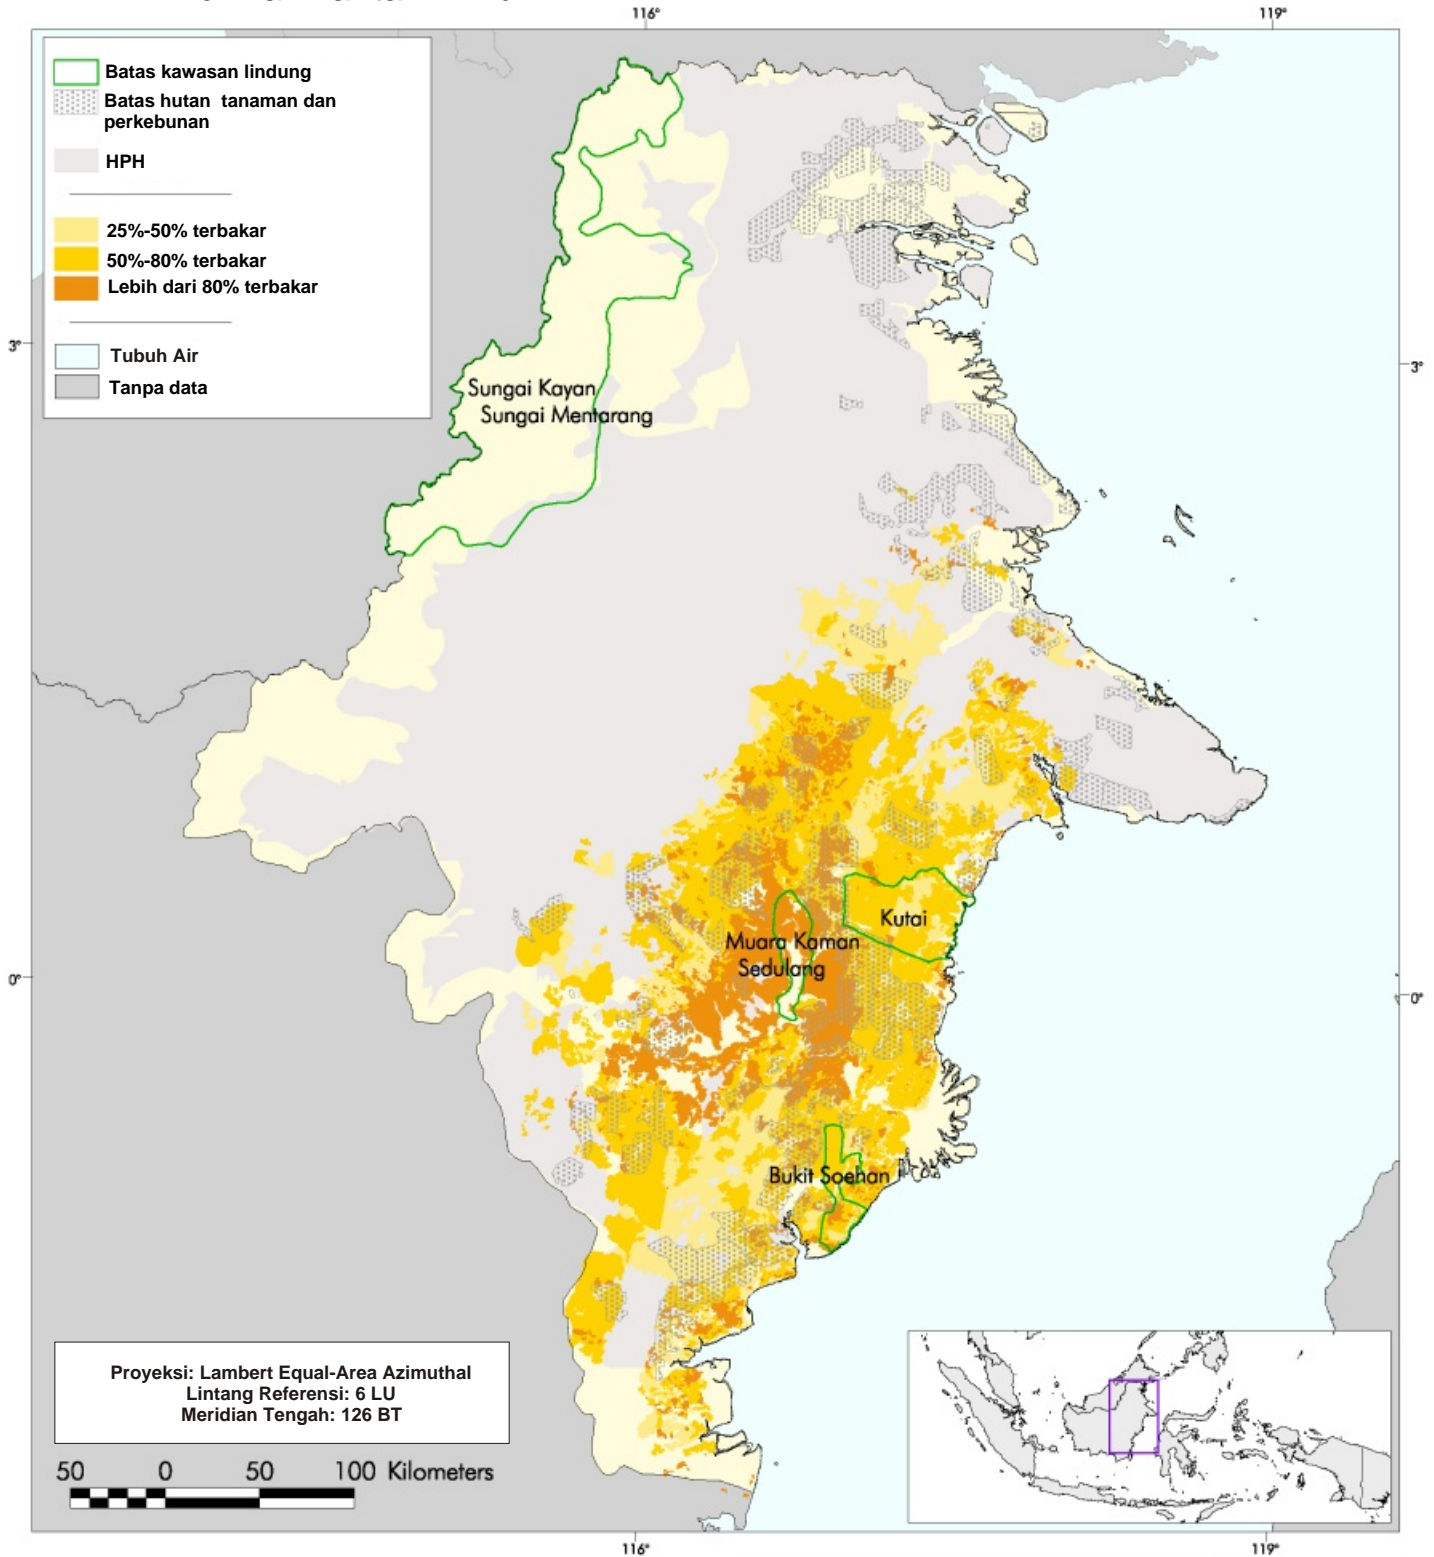 116°
119°
Batas kawasan lindung
Batas hutan tanaman dan
perkebunan
HPH
25%-50% terbakar
50%-80% terbakar
Lebih dari 80% terbakar
Tubuh Air
Tanpa data
3°
3°
Sungai Kayan
Sungai Mentarang
Kutai
Muara Kaman
Sedulang
0°
0°
Bukit Soehan
Proyeksi: Lambert Equal-Area Azimuthal
Lintang Referensi: 6 LU
Meridian Tengah: 126 BT
50 0 50 100 Kilometers
116°
119°